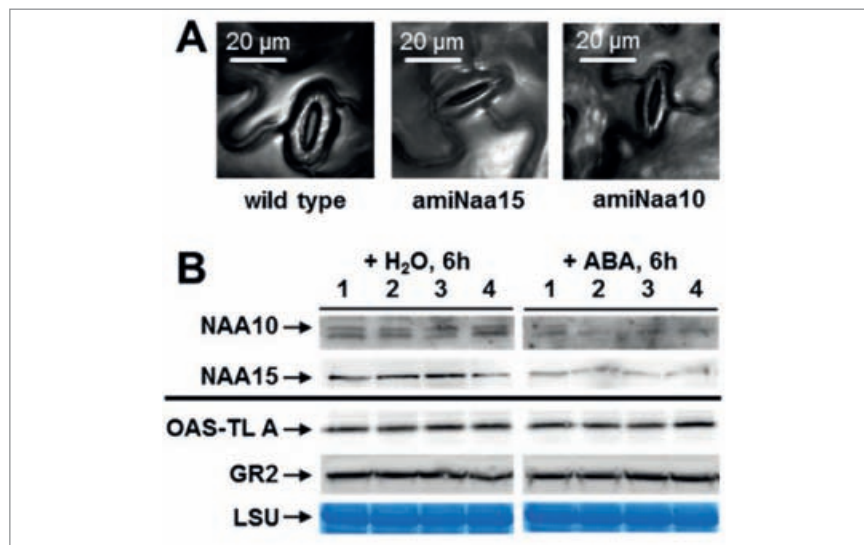 A
20 µm 20 µm 20 µm
wild type amiNaa15 amiNaa10
B
+ H₂O, 6h + ABA, 6h
1 2 3 4 1 2 3 4
NAA10
NAA15
OAS-TL A
GR2
LSU